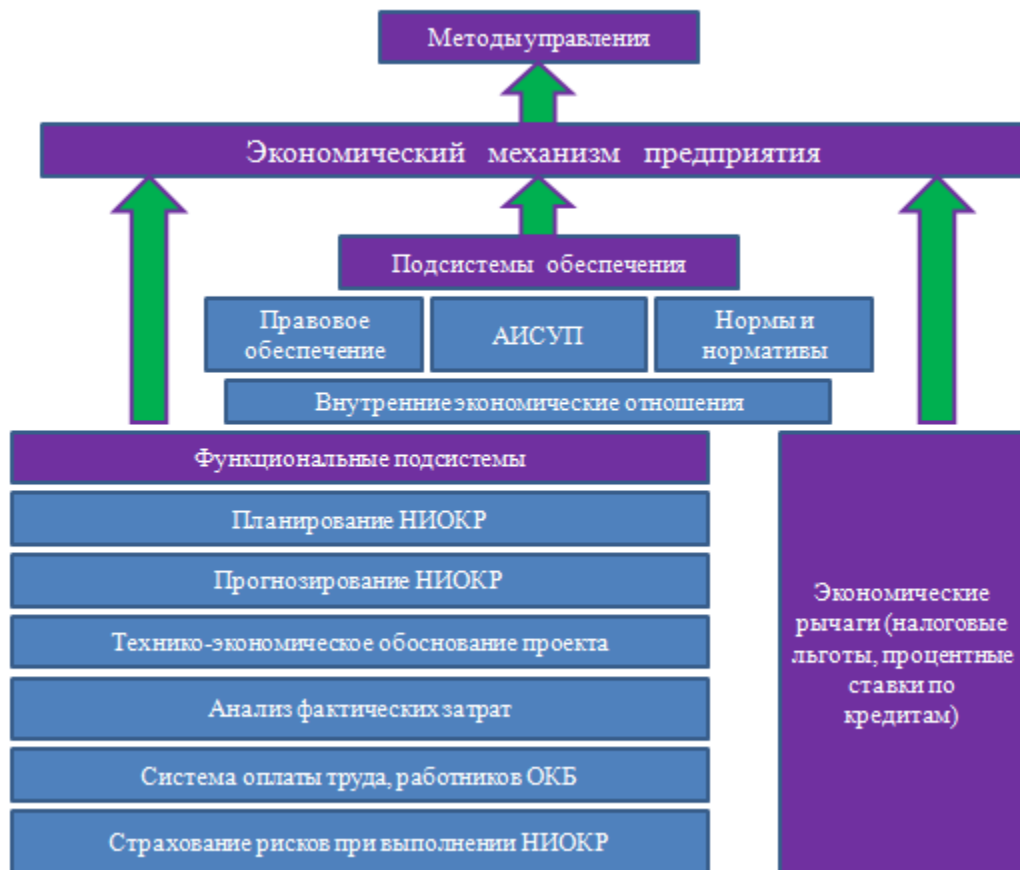 Методы управления
Экономический механизм предприятия
Подсистемы обеспечения
Правовое
обеспечение
АИСУП
Нормы и
нормативы
Внутренние экономические отношения
Функциональные подсистемы
Планирование НИОКР
Прогнозирование НИОКР
Технико-экономическое обоснование проекта
Анализ фактических затрат
Система оплаты труда, работников ОКБ
Страхование рисков при выполнении НИОКР
Экономические
рычаги (налоговые
льготы, процентные
ставки по
кредитам)